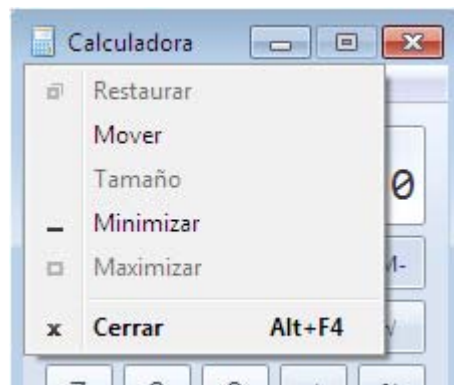 Calculadora
Restaurar
Mover
Tamaño
Minimizar
Maximizar
Cerrar Alt+F4
0
M-
√